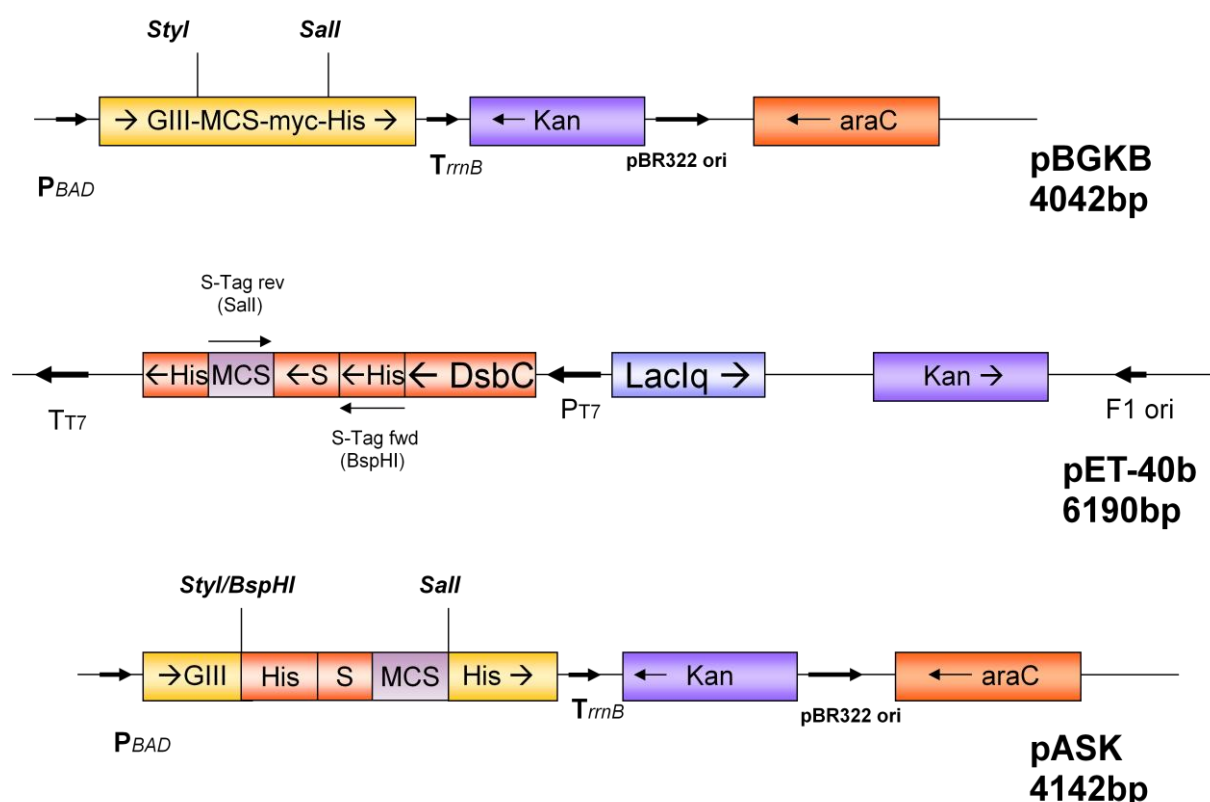 StyI SalI
→ GIII-MCS-myc-His →
← Kan
← araC
PBAD
TrrnB
pBR322 ori
pBGKB
4042bp
S-Tag rev
(SalI)
←His MCS ←S ←His ← DsbC
LacIq →
Kan →
TT7
S-Tag fwd
(BspHI)
PT7
F1 ori
pET-40b
6190bp
StyI/BspHI SalI
→GIII His S MCS His →
← Kan
← araC
PBAD
TrrnB
pBR322 ori
pASK
4142bp